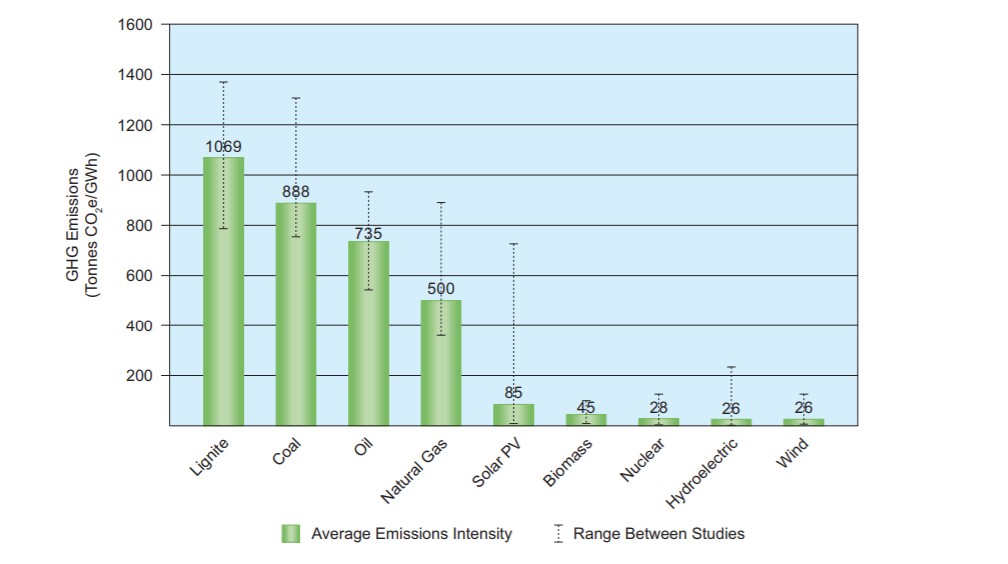 1600
1400
1200
1000
800
600
400
200
GHG Emissions
(Tonnes CO2e/GWh)
1069
888
735
500
85
45
28
26
26
Lignite
Coal
Oil
Natural Gas
Solar PV
Biomass
Nuclear
Hydroelectric
Wind
Average Emissions Intensity
Range Between Studies